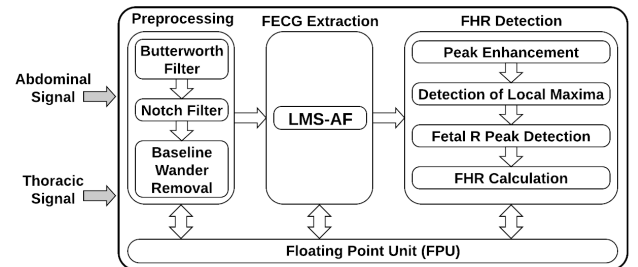 Preprocessing
FECG Extraction
FHR Detection
Abdominal
Signal
Thoracic
Signal
Butterworth
Filter
Notch Filter
Baseline
Wander
Removal
LMS-AF
Peak Enhancement
Detection of Local Maxima
Fetal R Peak Detection
FHR Calculation
Floating Point Unit (FPU)